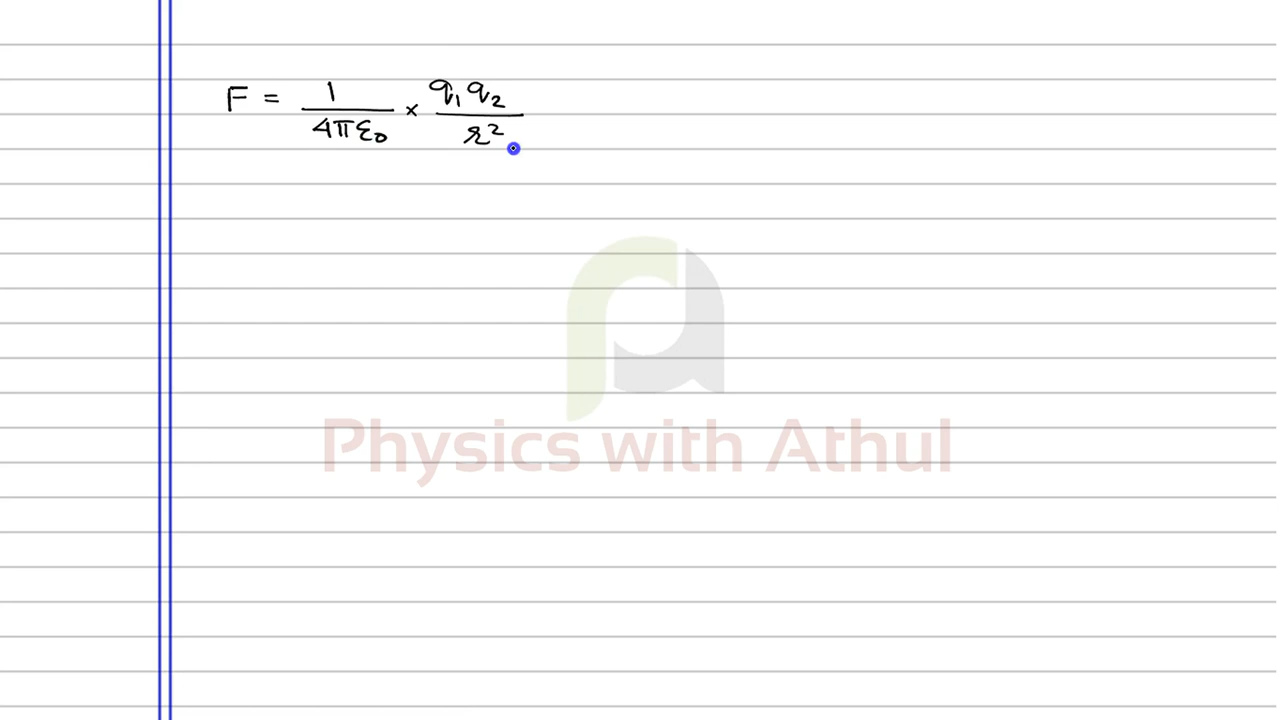 F = 1/4πε₀ × q₁q₂/r²
Physics with Athul